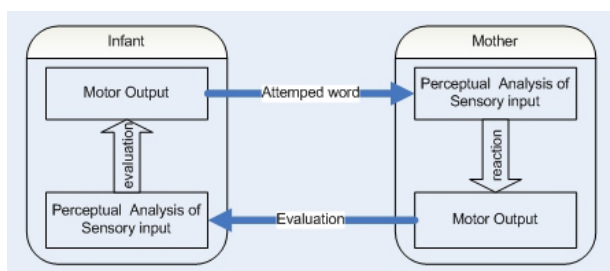 Infant
Mother
Motor Output
Attemped word
Perceptual Analysis of
Sensory input
evaluation
reaction
Perceptual Analysis of
Sensory input
Evaluation
Motor Output